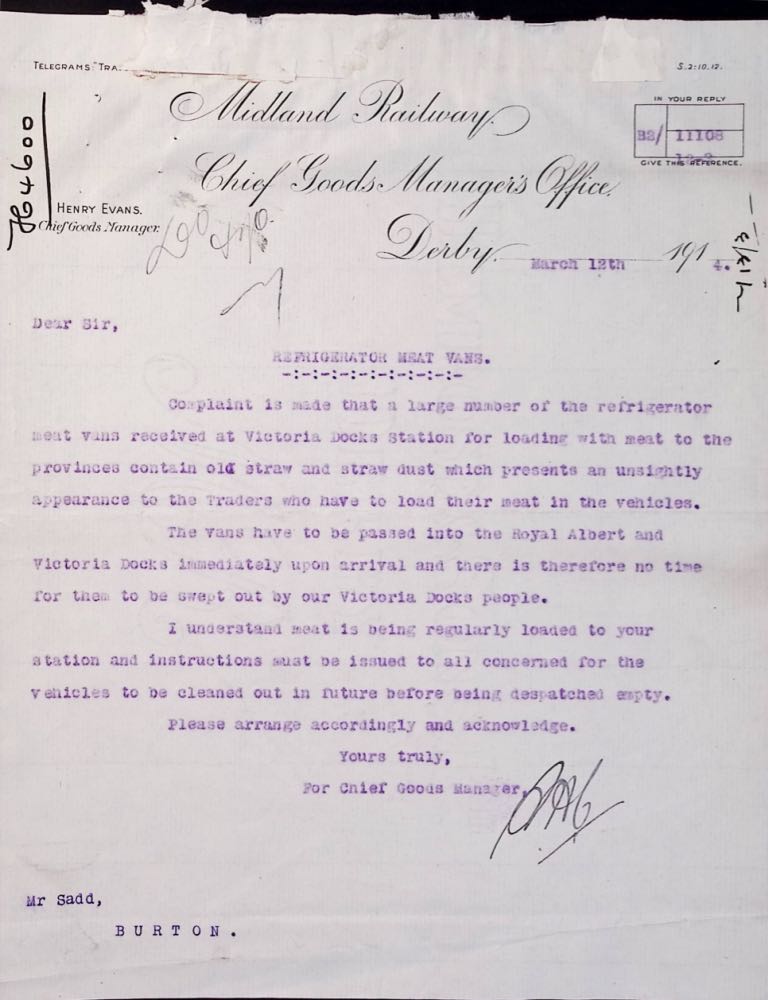 TELEGRAMS "TRA
S.2:10.12.
Midland Railway.
IN YOUR REPLY
B2/ 11108
GIVE THIS REFERENCE.
Chief Goods Manager's Office,
764600
HENRY EVANS.
Chief Goods Manager.
Derby. March 12th 1914.
Dear Sir,
REFRIGERATOR MEAT VANS.
-:-:-:-:-:-:-:-:-:-
Complaint is made that a large number of the refrigerator
meat vans received at Victoria Docks Station for loading with meat to the
provinces contain old straw and straw dust which presents an unsightly
appearance to the Traders who have to load their meat in the vehicles.
The vans have to be passed into the Royal Albert and
Victoria Docks immediately upon arrival and there is therefore no time
for them to be swept out by our Victoria Docks people.
I understand meat is being regularly loaded to your
station and instructions must be issued to all concerned for the
vehicles to be cleaned out in future before being despatched empty.
Please arrange accordingly and acknowledge.
Yours truly,
For Chief Goods Manager,
Mr Sadd,
BURTON.